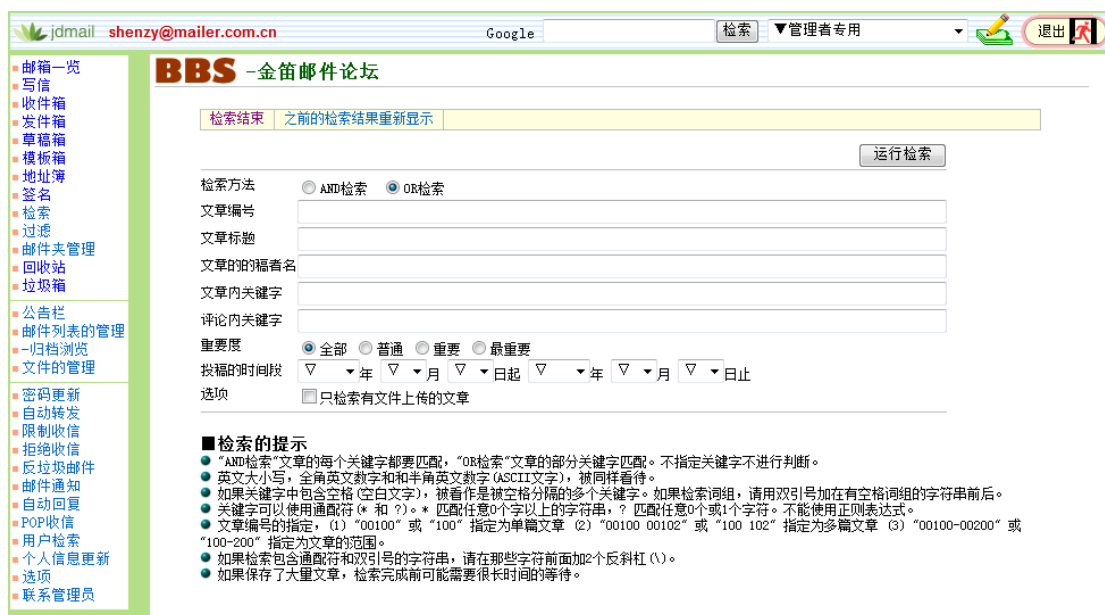 jdmail shenzy@mailer.com.cn Google 检索 ▼管理者专用 退出
邮箱一览
写信
收件箱
发件箱
草稿箱
模板箱
地址簿
签名
检索
过滤
邮件夹管理
回收站
垃圾箱
公告栏
邮件列表的管理
-归档浏览
文件的管理
密码更新
自动转发
限制收信
拒绝收信
反垃圾邮件
邮件通知
自动回复
POP收信
用户检索
个人信息更新
选项
联系管理员
BBS -金笛邮件论坛
检索结束 之前的检索结果重新显示
运行检索
检索方法 AND检索 OR检索
文章编号
文章标题
文章的的福者名
文章内关键字
评论内关键字
重要度 全部 普通 重要 最重要
投稿的时间段 ▽ 年 ▽ 月 ▽ 日起 ▽ 年 ▽ 月 ▽ 日止
选项 只检索有文件上传的文章
■检索的提示
"AND检索"文章的每个关键字都要匹配，"OR检索"文章的部分关键字匹配。不指定关键字不进行判断。
英文大小写，全角英文数字和和半角英文数字(ASCII文字)，被同样看待。
如果关键字中包含空格(空白文字)，被看作是被空格分隔的多个关键字。如果检索词组，请用双引号加在有空格词组的字符串前后。
关键字可以使用通配符(* 和 ?)。* 匹配任意0个字以上的字符串，? 匹配任意0或1个字符。不能使用正则表达式。
文章编号的指定，(1) "00100" 或 "100" 指定为单篇文章 (2) "00100 00102" 或 "100 102" 指定为多篇文章 (3) "00100-00200" 或
"100-200" 指定为文章的范围。
如果检索包含通配符和双引号的字符串，请在那些字符前面加2个反斜杠(\)。
如果保存了大量文章，检索完成前可能需要很长时间的等待。